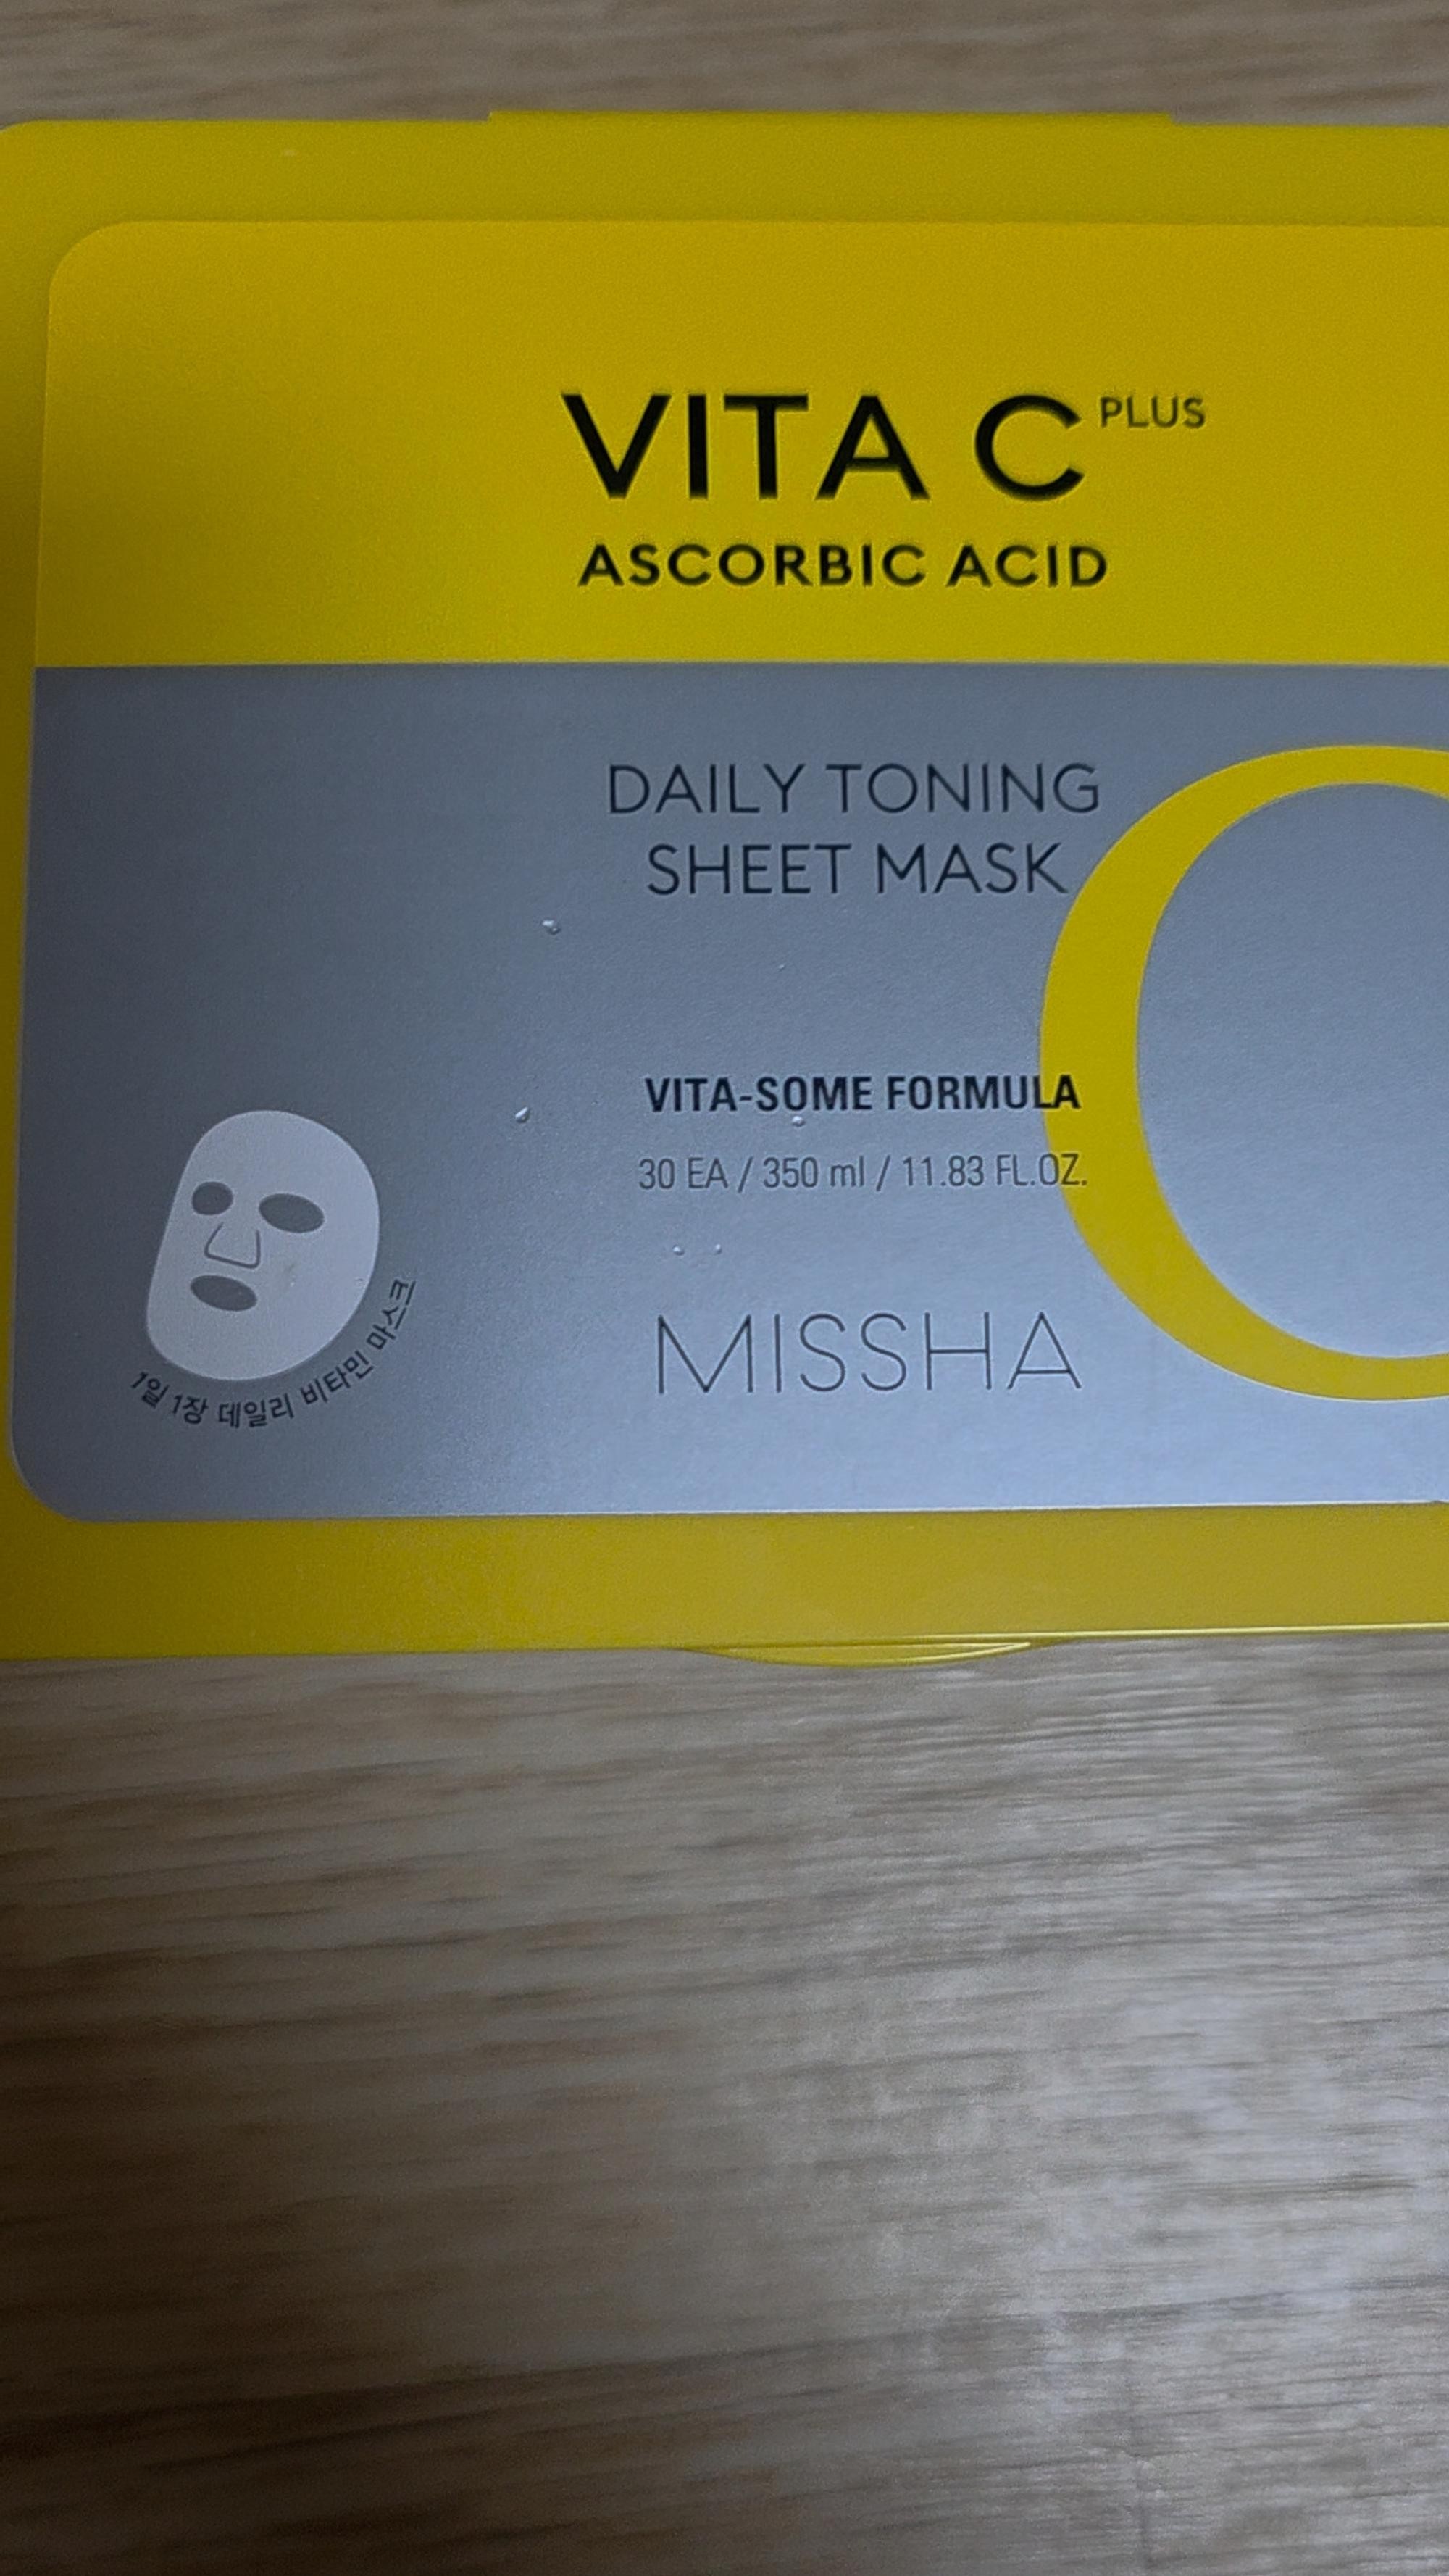 VITA C PLUS
ASCORBIC ACID
DAILY TONING
SHEET MASK
VITA-SOME FORMULA
30 EA / 350 ml / 11.83 FL.OZ.
MISSHA
1일 1장 데일리 비타민 마스크
C